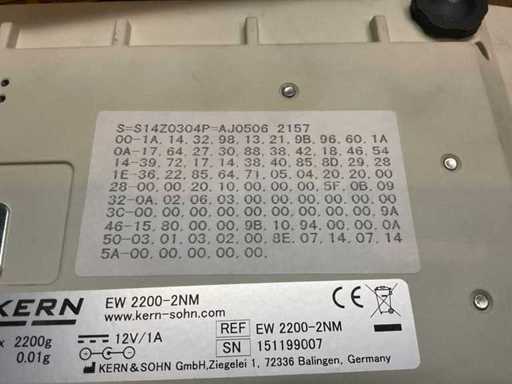 S=S14Z0304P=AJ0506 2157
00-1A, 14, 32, 98, 13, 21, 9B, 96, 60, 1A
0A-17, 64, 27, 30, 88, 38, 42, 18, 46, 54
14-39, 72, 17, 14, 38, 40, 85, 8D, 29, 28
1E-36, 22, 85, 64, 71, 05, 04, 20, 20, 00
28-00, 00, 20, 10, 00, 00, 00, 5F, 0B, 09
32-0A, 02, 06, 03, 00, 00, 00, 00, 00, 00
3C-00, 00, 00, 00, 00, 00, 00, 00, 00, 9A
46-15, 80, 00, 00, 9B, 10, 94, 00, 00, 0A
50-03, 01, 03, 02, 00, 8E, 07, 14, 07, 14
5A-00, 00, 00, 00, 00,
KERN EW 2200-2NM
www.kern-sohn.com
2200g 12V/1A REF EW 2200-2NM
0.01g SN 151199007
KERN & SOHN GmbH,Ziegelei 1, 72336 Balingen, Germany